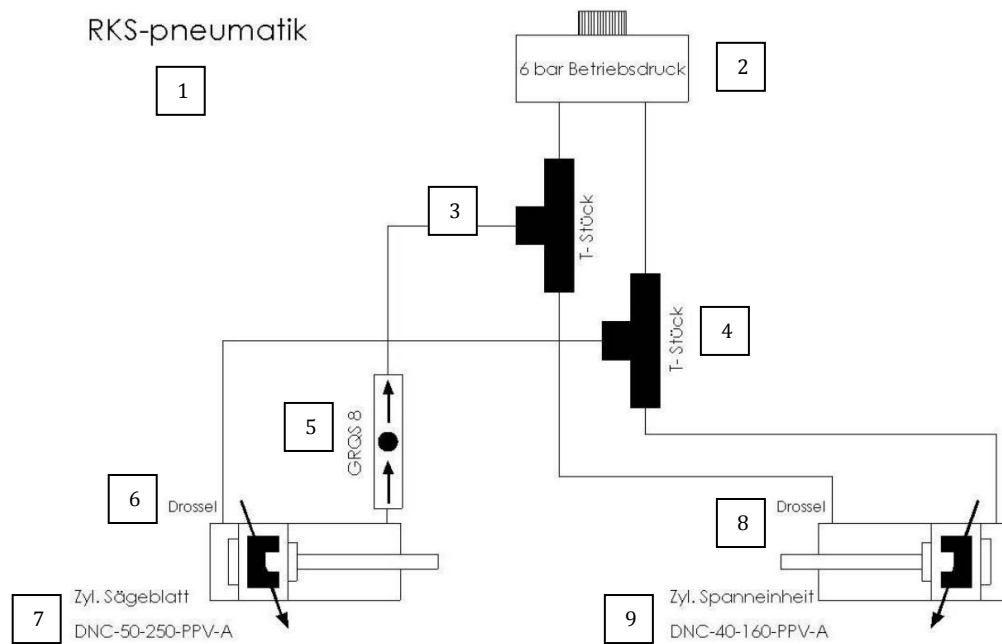 RKS-pneumatik
1
6 bar Betriebsdruck
2
3
T- Stück
4
T- Stück
5
GRQS 8
6
Drossel
8
Drossel
7
Zyl. Sägeblatt
DNC-50-250-PPV-A
9
Zyl. Spanneinheit
DNC-40-160-PPV-A